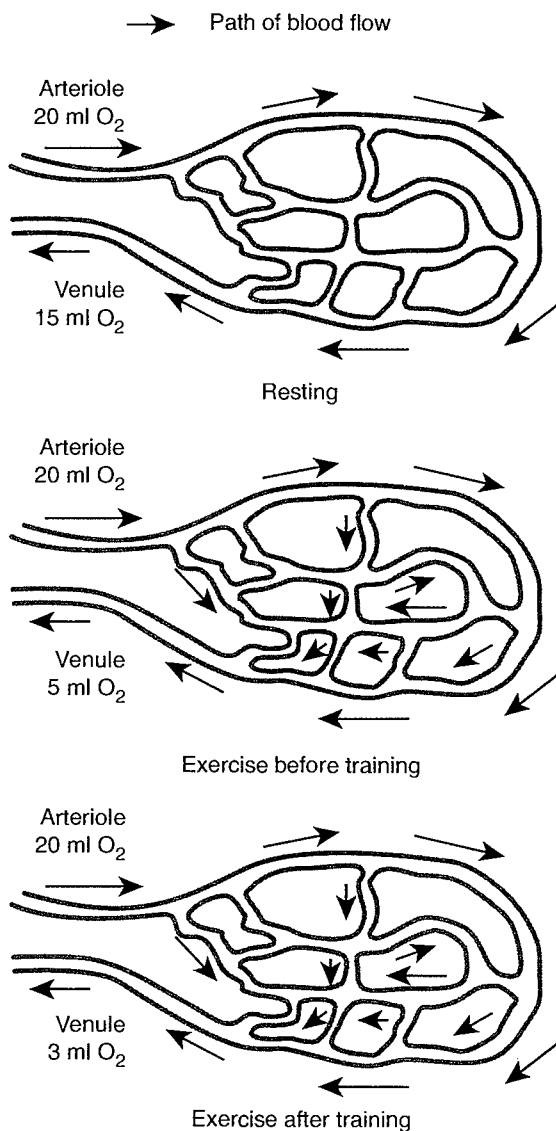 Path of blood flow
Arteriole
20 ml O₂
Venule
15 ml O₂
Resting
Arteriole
20 ml O₂
Venule
5 ml O₂
Exercise before training
Arteriole
20 ml O₂
Venule
3 ml O₂
Exercise after training